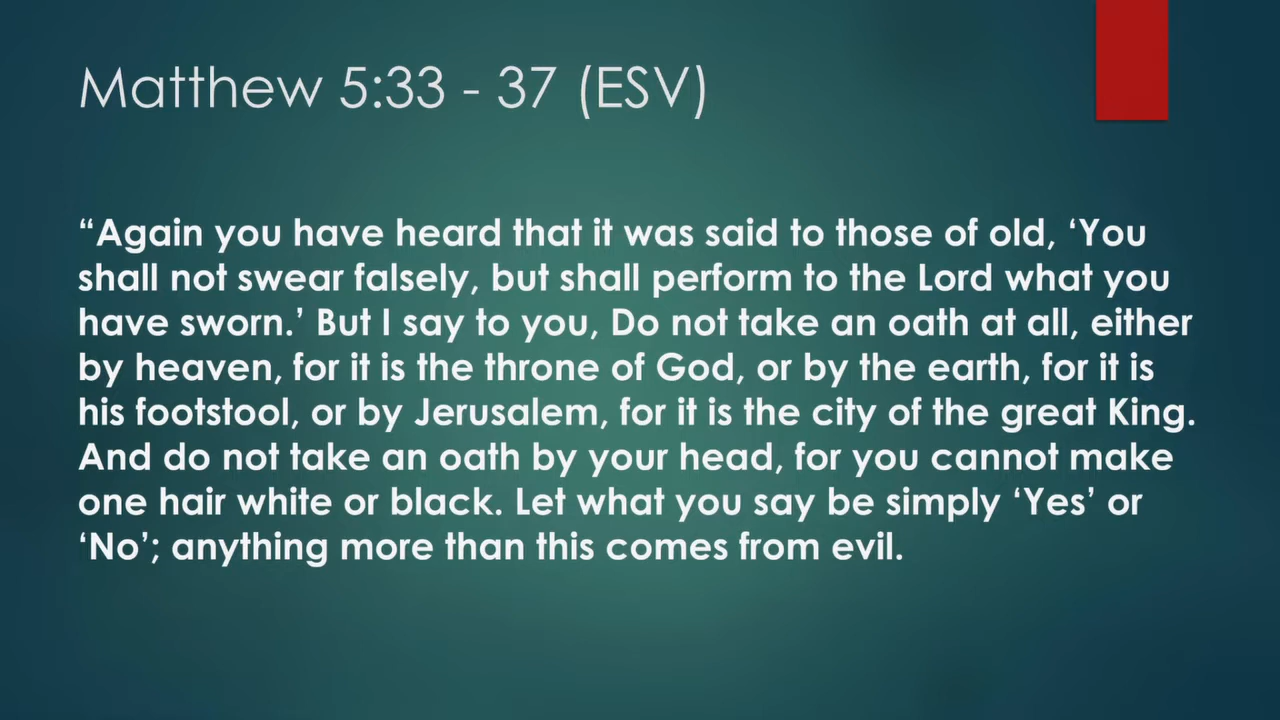 Matthew 5:33 - 37 (ESV)
“Again you have heard that it was said to those of old, ‘You
shall not swear falsely, but shall perform to the Lord what you
have sworn.’ But I say to you, Do not take an oath at all, either
by heaven, for it is the throne of God, or by the earth, for it is
his footstool, or by Jerusalem, for it is the city of the great King.
And do not take an oath by your head, for you cannot make
one hair white or black. Let what you say be simply ‘Yes’ or
‘No’; anything more than this comes from evil.